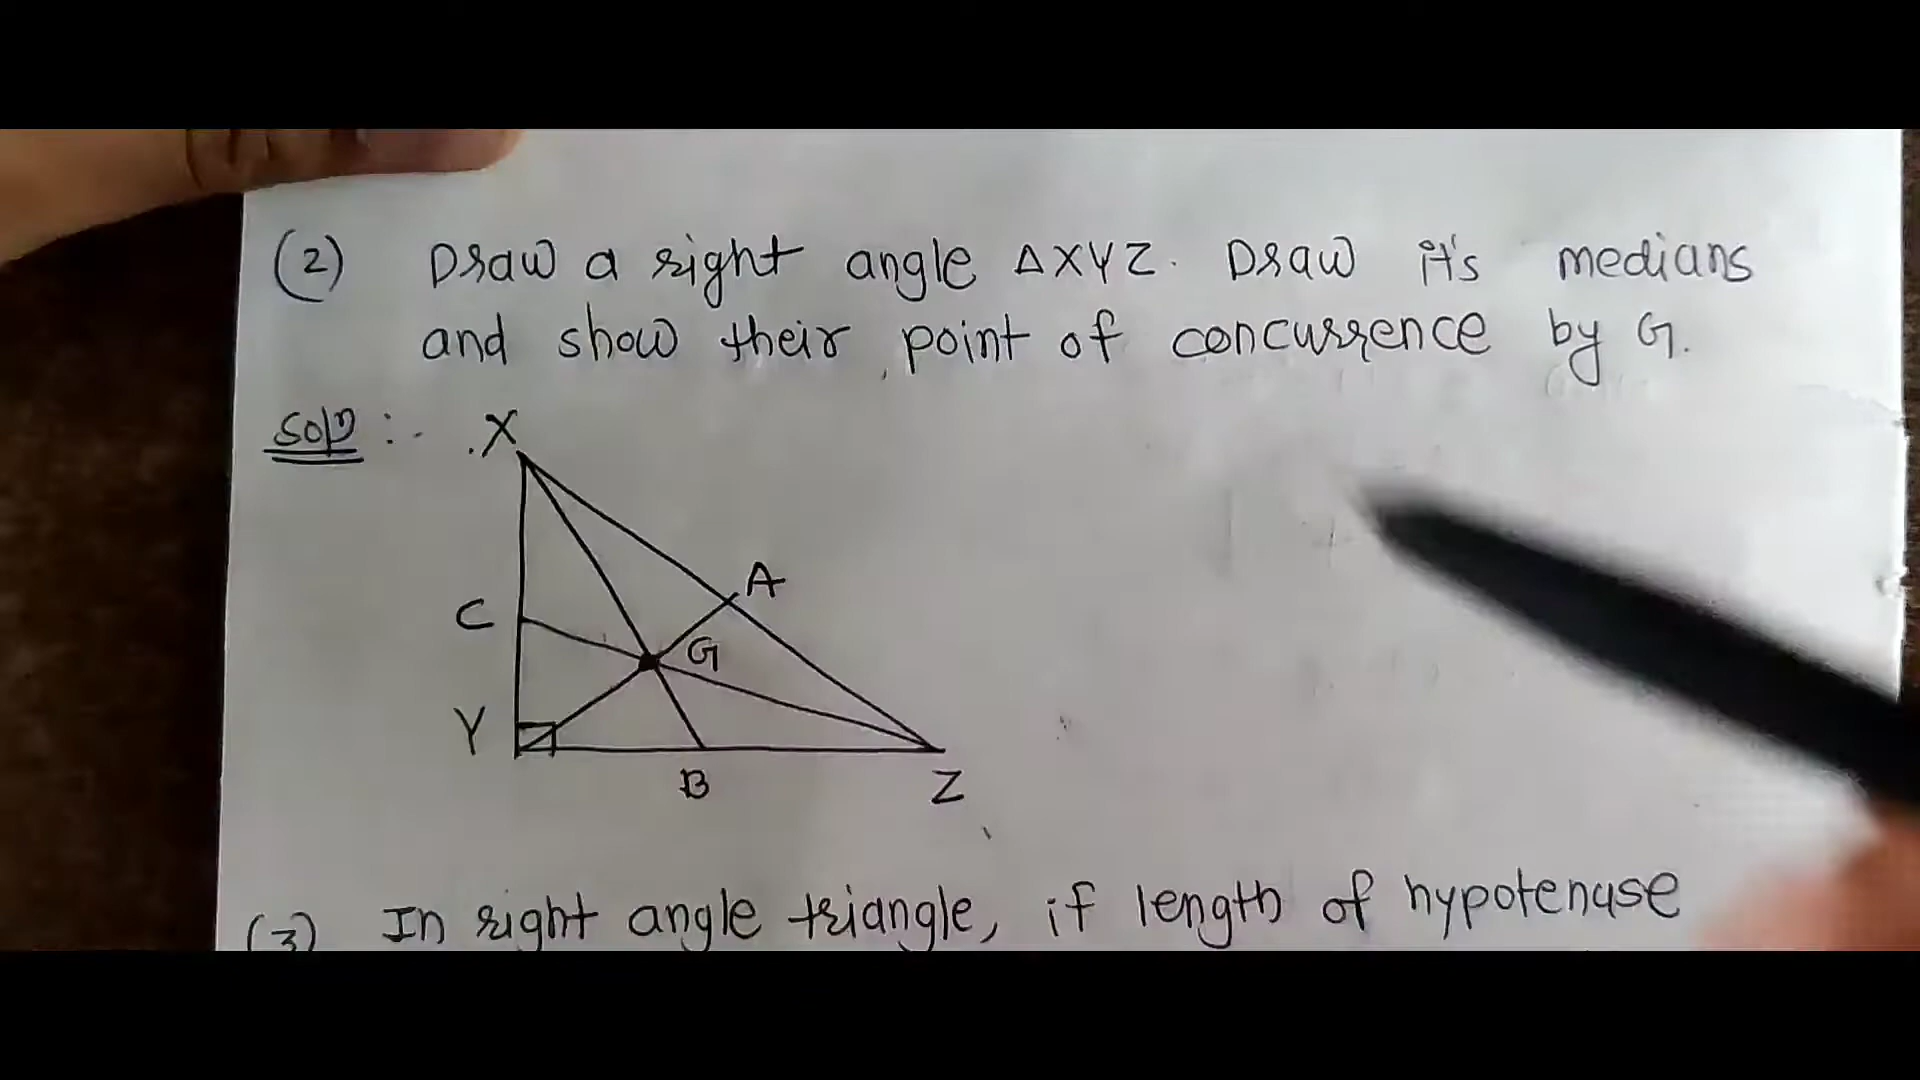 (2) Draw a right angle ΔXYZ. Draw it's medians
and show their point of concurrence by G.
Soln :-
X
A
C
G
Y
B
Z
(3) In right angle triangle, if length of hypotenuse